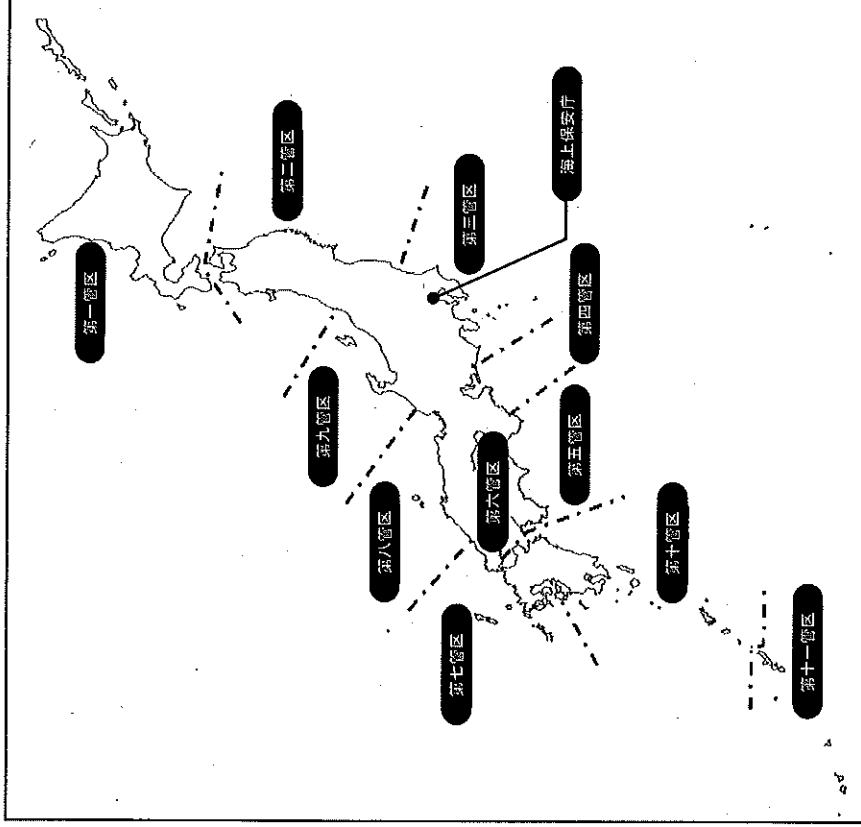 第一管区
第二管区
第三管区
海上保安庁
第四管区
第九管区
第五管区
第六管区
第八管区
第十管区
第七管区
第十一管区